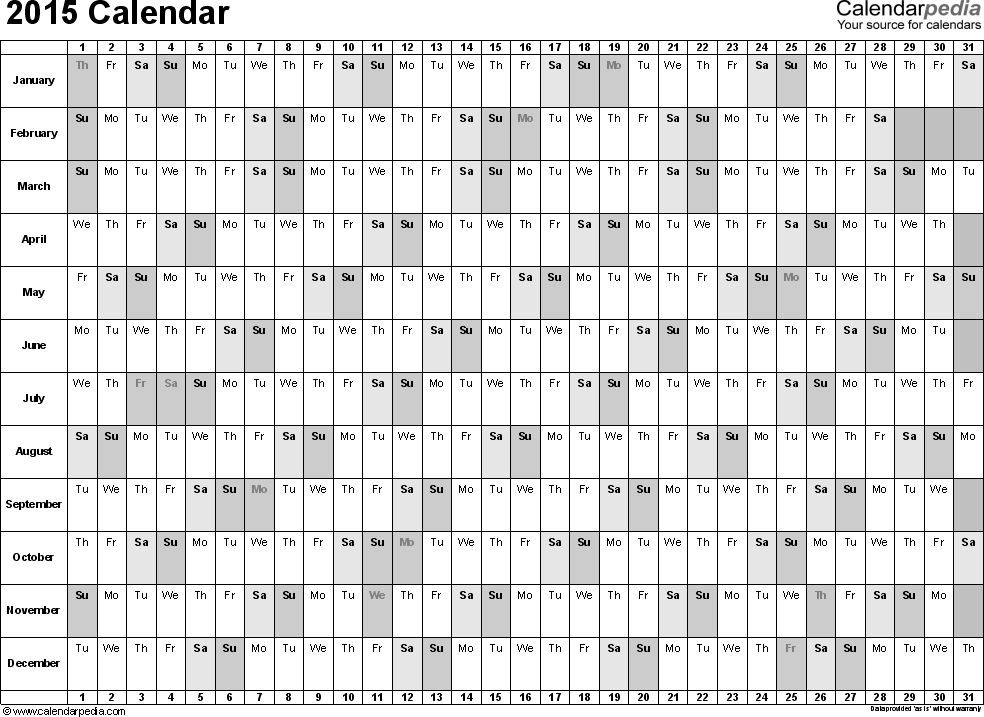 2015 Calendar
Calendarpedia
Your source for calendars
1 2 3 4 5 6 7 8 9 10 11 12 13 14 15 16 17 18 19 20 21 22 23 24 25 26 27 28 29 30 31
January Th Fr Sa Su Mo Tu We Th Fr Sa Su Mo Tu We Th Fr Sa Su Mo Tu We Th Fr Sa Su Mo Tu We Th Fr Sa
February Su Mo Tu We Th Fr Sa Su Mo Tu We Th Fr Sa Su Mo Tu We Th Fr Sa Su Mo Tu We Th Fr Sa
March Su Mo Tu We Th Fr Sa Su Mo Tu We Th Fr Sa Su Mo Tu We Th Fr Sa Su Mo Tu We Th Fr Sa Su Mo Tu
April We Th Fr Sa Su Mo Tu We Th Fr Sa Su Mo Tu We Th Fr Sa Su Mo Tu We Th Fr Sa Su Mo Tu We Th
May Fr Sa Su Mo Tu We Th Fr Sa Su Mo Tu We Th Fr Sa Su Mo Tu We Th Fr Sa Su Mo Tu We Th Fr Sa Su
June Mo Tu We Th Fr Sa Su Mo Tu We Th Fr Sa Su Mo Tu We Th Fr Sa Su Mo Tu We Th Fr Sa Su Mo Tu
July We Th Fr Sa Su Mo Tu We Th Fr Sa Su Mo Tu We Th Fr Sa Su Mo Tu We Th Fr Sa Su Mo Tu We Th Fr
August Sa Su Mo Tu We Th Fr Sa Su Mo Tu We Th Fr Sa Su Mo Tu We Th Fr Sa Su Mo Tu We Th Fr Sa Su Mo
September Tu We Th Fr Sa Su Mo Tu We Th Fr Sa Su Mo Tu We Th Fr Sa Su Mo Tu We Th Fr Sa Su Mo Tu We
October Th Fr Sa Su Mo Tu We Th Fr Sa Su Mo Tu We Th Fr Sa Su Mo Tu We Th Fr Sa Su Mo Tu We Th Fr Sa
November Su Mo Tu We Th Fr Sa Su Mo Tu We Th Fr Sa Su Mo Tu We Th Fr Sa Su Mo Tu We Th Fr Sa Su Mo
December Tu We Th Fr Sa Su Mo Tu We Th Fr Sa Su Mo Tu We Th Fr Sa Su Mo Tu We Th Fr Sa Su Mo Tu We Th
1 2 3 4 5 6 7 8 9 10 11 12 13 14 15 16 17 18 19 20 21 22 23 24 25 26 27 28 29 30 31
© www.calendarpedia.com
Data provided 'as is' without warranty